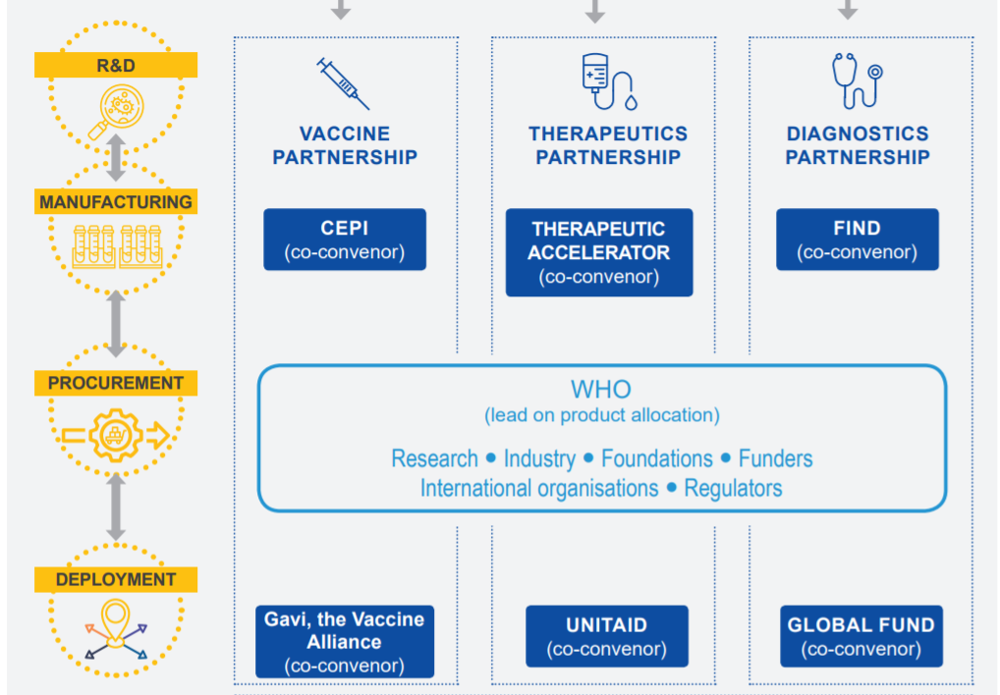 R&D
MANUFACTURING
PROCUREMENT
DEPLOYMENT
VACCINE
PARTNERSHIP
THERAPEUTICS
PARTNERSHIP
DIAGNOSTICS
PARTNERSHIP
CEPI
(co-convenor)
THERAPEUTIC
ACCELERATOR
(co-convenor)
FIND
(co-convenor)
WHO
(lead on product allocation)
Research • Industry • Foundations • Funders
International organisations • Regulators
Gavi, the Vaccine
Alliance
(co-convenor)
UNITAID
(co-convenor)
GLOBAL FUND
(co-convenor)